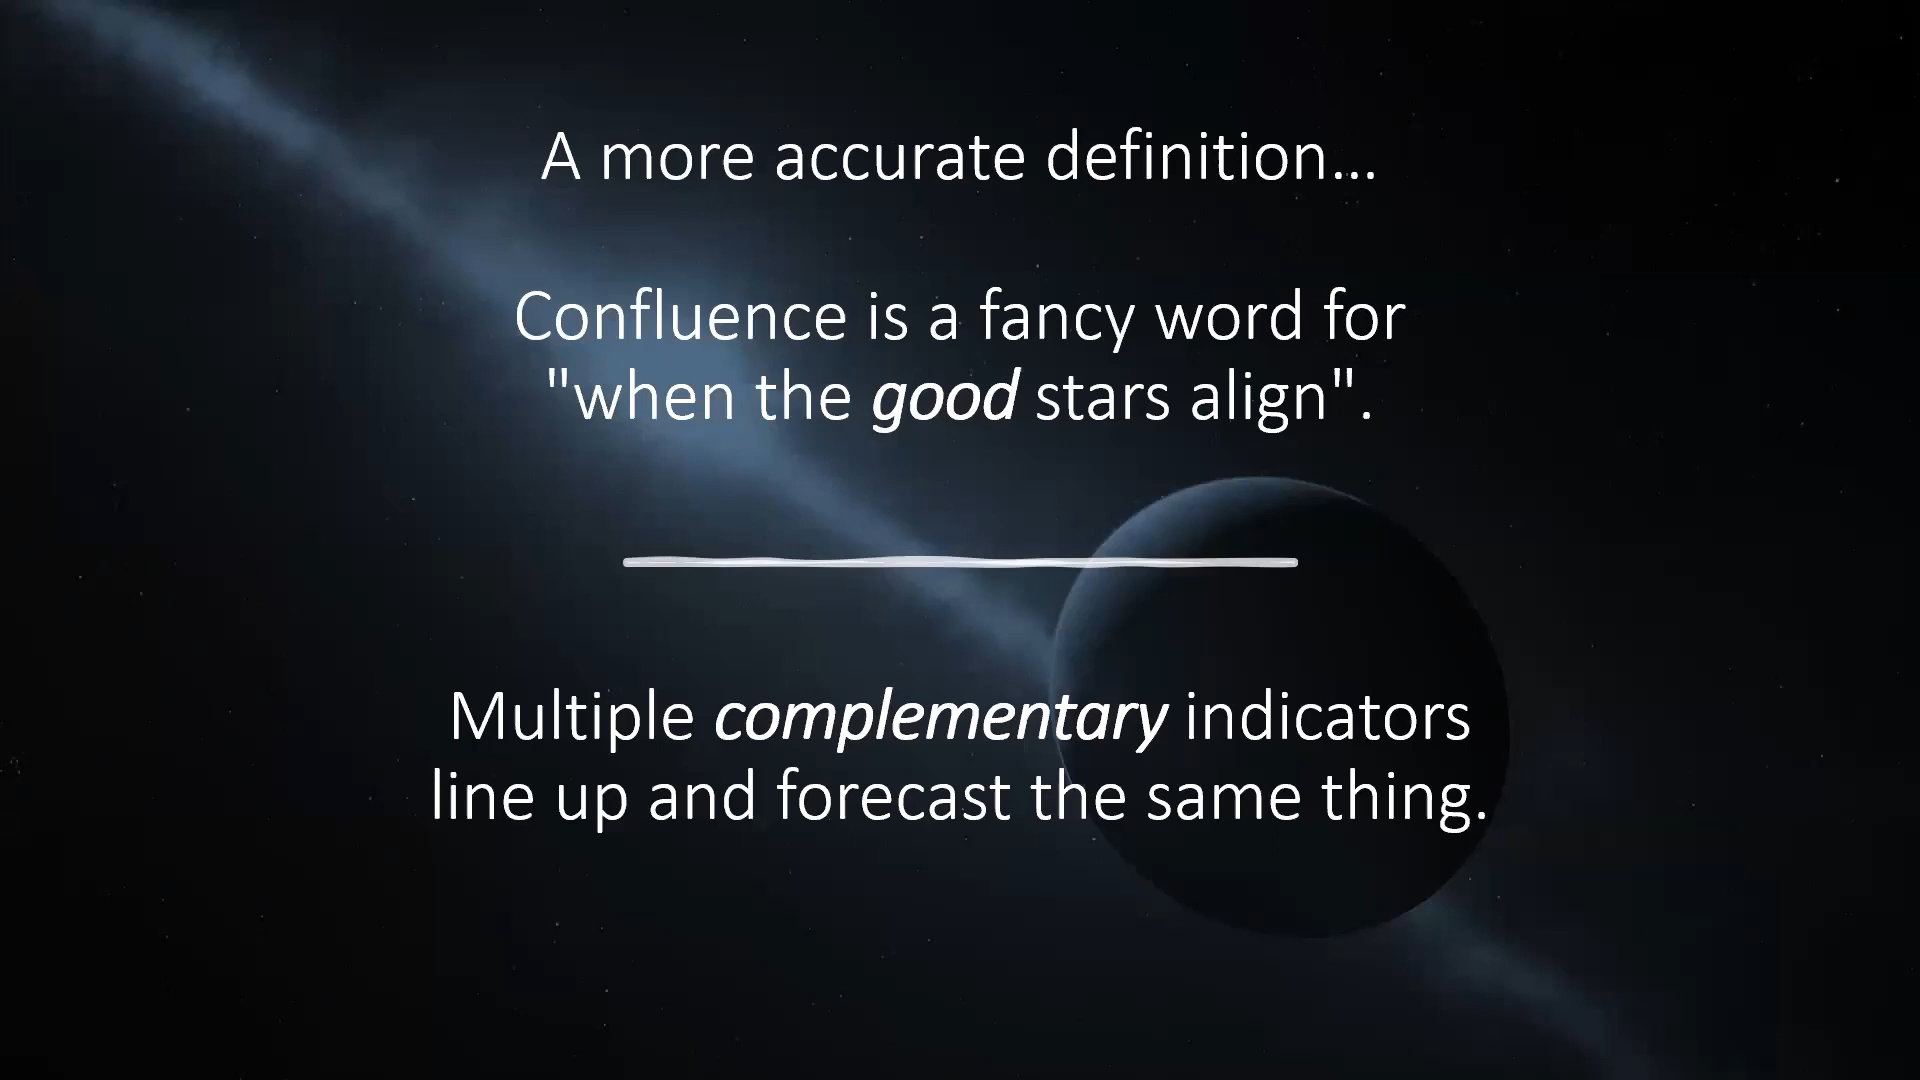 A more accurate definition...
Confluence is a fancy word for
"when the good stars align".
Multiple complementary indicators
line up and forecast the same thing.